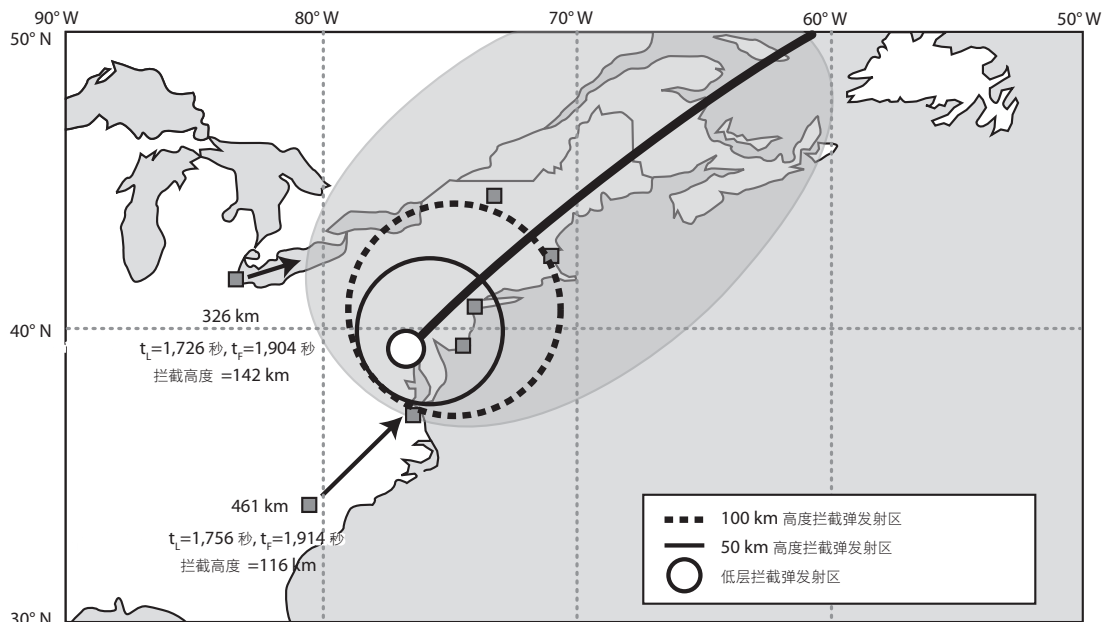 90° W
80° W
70° W
60° W
50° W
50° N
40° N
30° N
326 km
tL=1,726 秒, tF=1,904 秒
拦截高度 =142 km
461 km
tL=1,756 秒, tF=1,914 秒
拦截高度 =116 km
100 km 高度拦截弹发射区
50 km 高度拦截弹发射区
低层拦截弹发射区